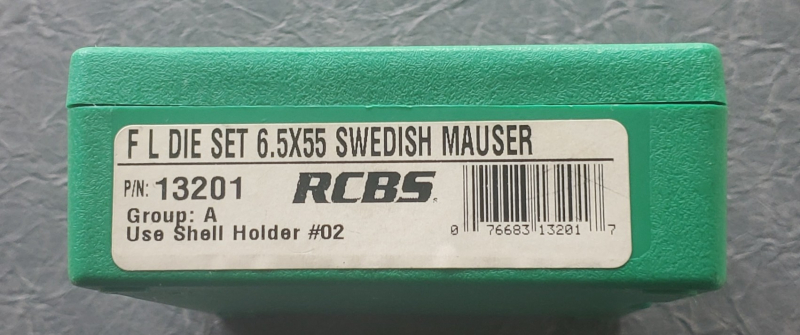 F L DIE SET 6.5X55 SWEDISH MAUSER
P/N: 13201
RCBS
Group: A
Use Shell Holder #02
0 76683 13201 7